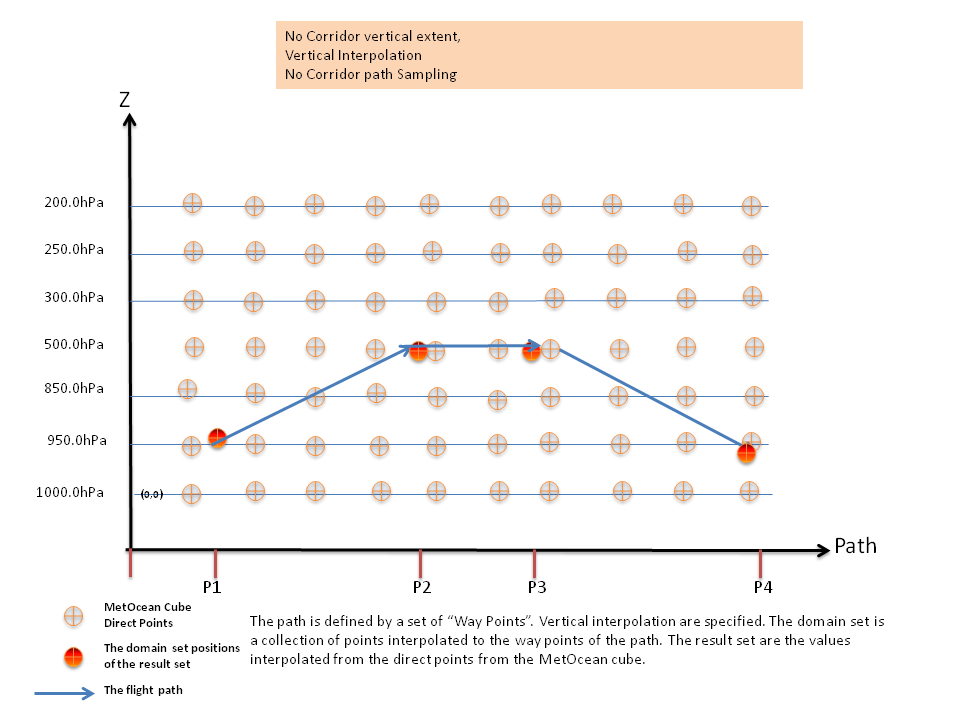 No Corridor vertical extent,
Vertical Interpolation
No Corridor path Sampling
Z
200.0hPa
250.0hPa
300.0hPa
500.0hPa
850.0hPa
950.0hPa
1000.0hPa
(0,0)
Path
P1 P2 P3 P4
MetOcean Cube
Direct Points
The domain set positions
of the result set
The flight path
The path is defined by a set of “Way Points”. Vertical interpolation are specified. The domain set is
a collection of points interpolated to the way points of the path. The result set are the values
interpolated from the direct points from the MetOcean cube.